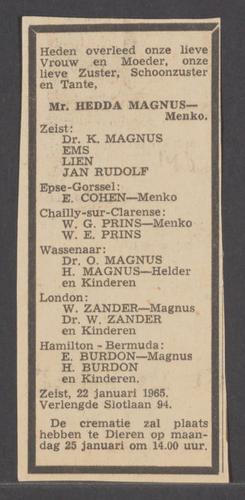 Heden overleed onze lieve
Vrouw en Moeder, onze
lieve Zuster, Schoonzuster
en Tante,
Mr. HEDDA MAGNUS—
Menko.
Zeist:
Dr. K. MAGNUS
EMS
LIEN
JAN RUDOLF
Epse-Gorssel:
E. COHEN—Menko
Chailly-sur-Clarense:
W. G. PRINS—Menko
W. E. PRINS
Wassenaar:
Dr. O. MAGNUS
H. MAGNUS—Helder
en Kinderen
London:
W. ZANDER—Magnus
Dr. W. ZANDER
en Kinderen
Hamilton - Bermuda:
E. BURDON—Magnus
H. BURDON
en Kinderen.
Zeist, 22 januari 1965.
Verlengde Slotlaan 94.
De crematie zal plaats
hebben te Dieren op maan-
dag 25 januari om 14.00 uur.